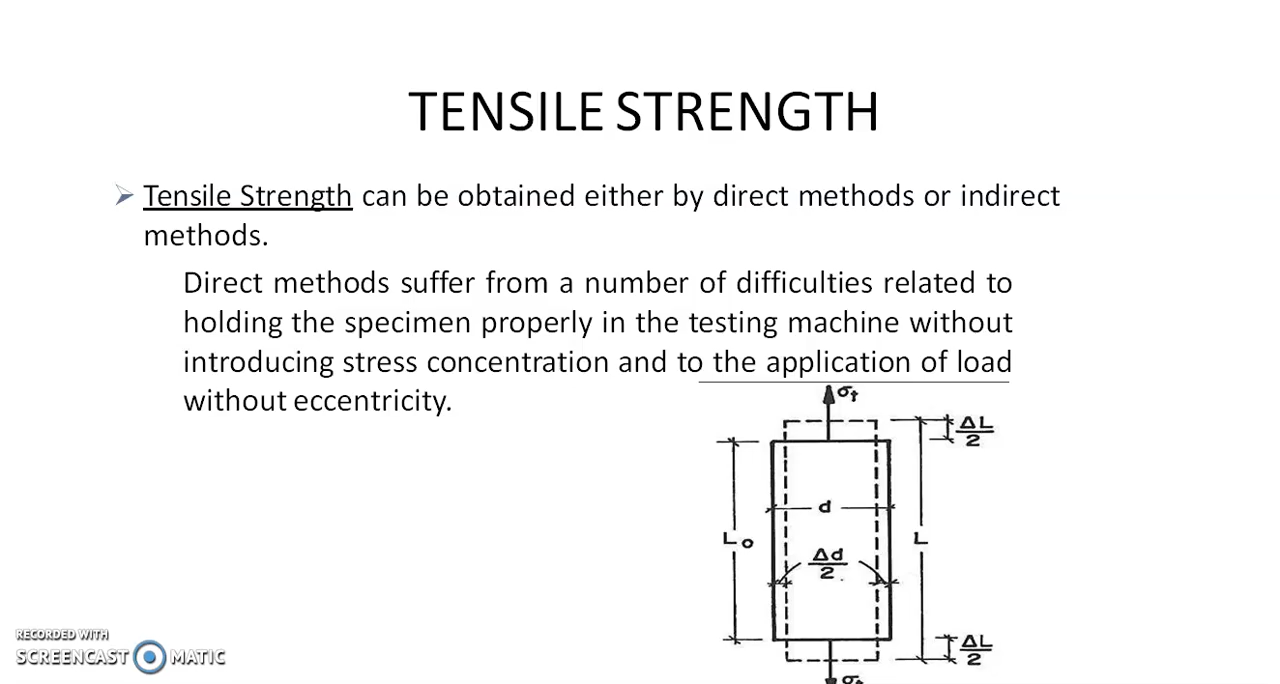 TENSILE STRENGTH
Tensile Strength can be obtained either by direct methods or indirect
methods.
Direct methods suffer from a number of difficulties related to
holding the specimen properly in the testing machine without
introducing stress concentration and to the application of load
without eccentricity.
σt
ΔL
2
d
Lo
L
Δd
2
ΔL
2
σt
RECORDED WITH
SCREENCAST MATIC